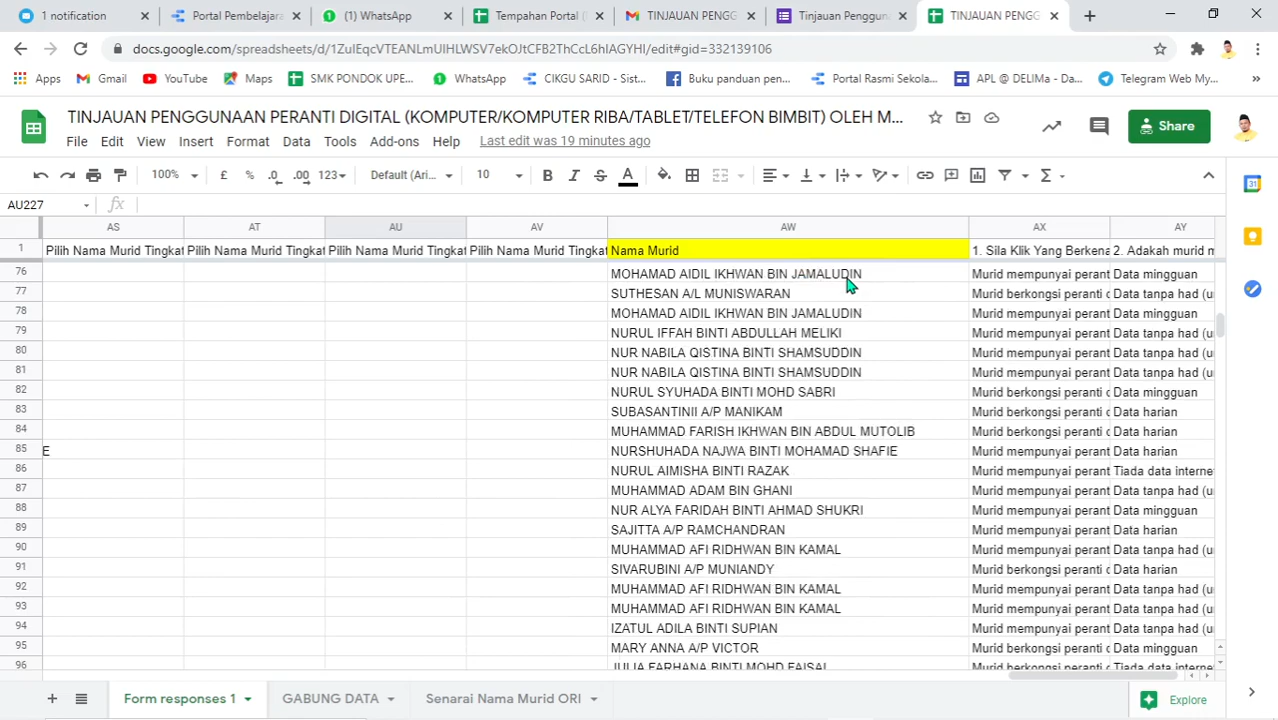 1 notification
Portal Pembelajara
(1) WhatsApp
Tempahan Portal (
TINJAUAN PENGG
Tinjauan Penggun
TINJAUAN PENGG
docs.google.com/spreadsheets/d/1ZuIEqcVTEANLmUIHLWSV7ekOJtCFB2ThCcL6hIAGYHI/edit#gid=332139106
Apps
Gmail
YouTube
Maps
SMK PONDOK UPE...
WhatsApp
CIKGU SARID - Sist...
Buku panduan pen...
Portal Rasmi Sekola...
APL @ DELIMa - Da...
Telegram Web My...
TINJAUAN PENGGUNAAN PERANTI DIGITAL (KOMPUTER/KOMPUTER RIBA/TABLET/TELEFON BIMBIT) OLEH M...
Share
File Edit View Insert Format Data Tools Add-ons Help Last edit was 19 minutes ago
100% £ % .0 .00 123 Default (Ari... 10 B I S A
AU227 fx
AS AT AU AV AW AX AY
1 Pilih Nama Murid Tingkat Pilih Nama Murid Tingkat Pilih Nama Murid Tingkat Pilih Nama Murid Tingkat Nama Murid 1. Sila Klik Yang Berkena 2. Adakah murid m
76 MOHAMAD AIDIL IKHWAN BIN JAMALUDIN Murid mempunyai perant Data mingguan
77 SUTHESAN A/L MUNISWARAN Murid berkongsi peranti d Data tanpa had (u
78 MOHAMAD AIDIL IKHWAN BIN JAMALUDIN Murid mempunyai perant Data mingguan
79 NURUL IFFAH BINTI ABDULLAH MELIKI Murid mempunyai perant Data tanpa had (u
80 NUR NABILA QISTINA BINTI SHAMSUDDIN Murid mempunyai perant Data tanpa had (u
81 NUR NABILA QISTINA BINTI SHAMSUDDIN Murid mempunyai perant Data tanpa had (u
82 NURUL SYUHADA BINTI MOHD SABRI Murid berkongsi peranti d Data mingguan
83 SUBASANTINII A/P MANIKAM Murid berkongsi peranti d Data harian
84 MUHAMMAD FARISH IKHWAN BIN ABDUL MUTOLIB Murid berkongsi peranti d Data harian
85 E NURSHUHADA NAJWA BINTI MOHAMAD SHAFIE Murid mempunyai perant Data harian
86 NURUL AIMISHA BINTI RAZAK Murid mempunyai perant Tiada data interne
87 MUHAMMAD ADAM BIN GHANI Murid mempunyai perant Data tanpa had (u
88 NUR ALYA FARIDAH BINTI AHMAD SHUKRI Murid mempunyai perant Data mingguan
89 SAJITTA A/P RAMCHANDRAN Murid mempunyai perant Data harian
90 MUHAMMAD AFI RIDHWAN BIN KAMAL Murid mempunyai perant Data tanpa had (u
91 SIVARUBINI A/P MUNIANDY Murid berkongsi peranti d Data harian
92 MUHAMMAD AFI RIDHWAN BIN KAMAL Murid mempunyai perant Data tanpa had (u
93 MUHAMMAD AFI RIDHWAN BIN KAMAL Murid mempunyai perant Data tanpa had (u
94 IZATUL ADILA BINTI SUPIAN Murid mempunyai perant Data tanpa had (u
95 MARY ANNA A/P VICTOR Murid mempunyai perant Data mingguan
96 JULIA FARHANA BINTI MOHD FAISAL Murid mempunyai perant Tiada data interne
Form responses 1
GABUNG DATA
Senarai Nama Murid ORI
Explore